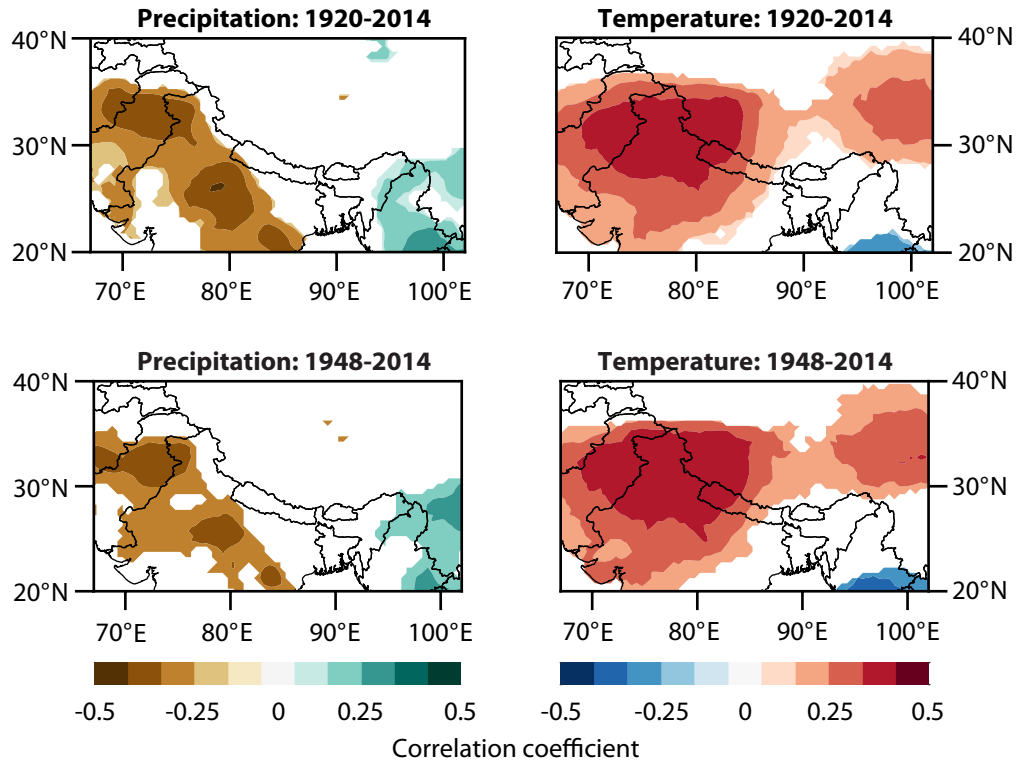 Precipitation: 1920-2014
Temperature: 1920-2014
40°N
40°N
30°N
30°N
20°N
20°N
70°E 80°E 90°E 100°E
70°E 80°E 90°E 100°E
Precipitation: 1948-2014
Temperature: 1948-2014
40°N
40°N
30°N
30°N
20°N
20°N
70°E 80°E 90°E 100°E
70°E 80°E 90°E 100°E
-0.5 -0.25 0 0.25 0.5
-0.5 -0.25 0 0.25 0.5
Correlation coefficient